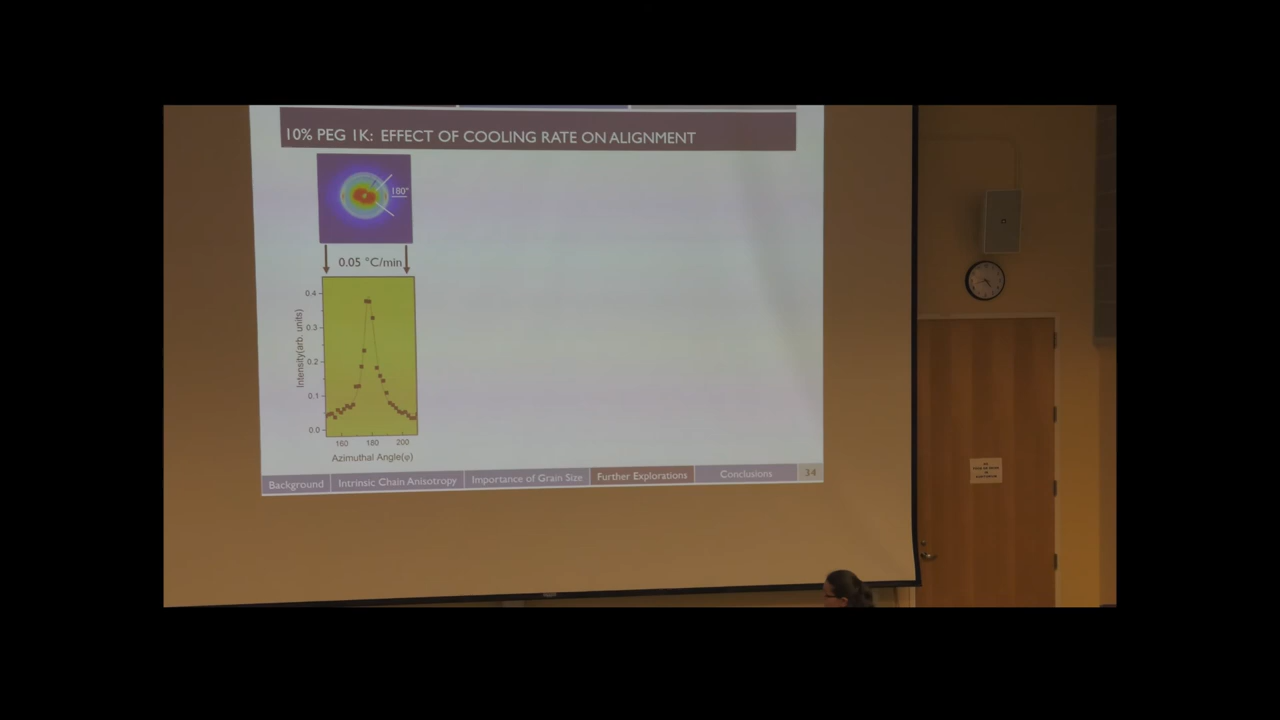 10% PEG 1K: EFFECT OF COOLING RATE ON ALIGNMENT
180°
0.05 °C/min
0.4
0.3
0.2
0.1
0.0
Intensity(arb. units)
160 180 200
Azimuthal Angle(φ)
Background Intrinsic Chain Anisotropy Importance of Grain Size Further Explorations Conclusions 34